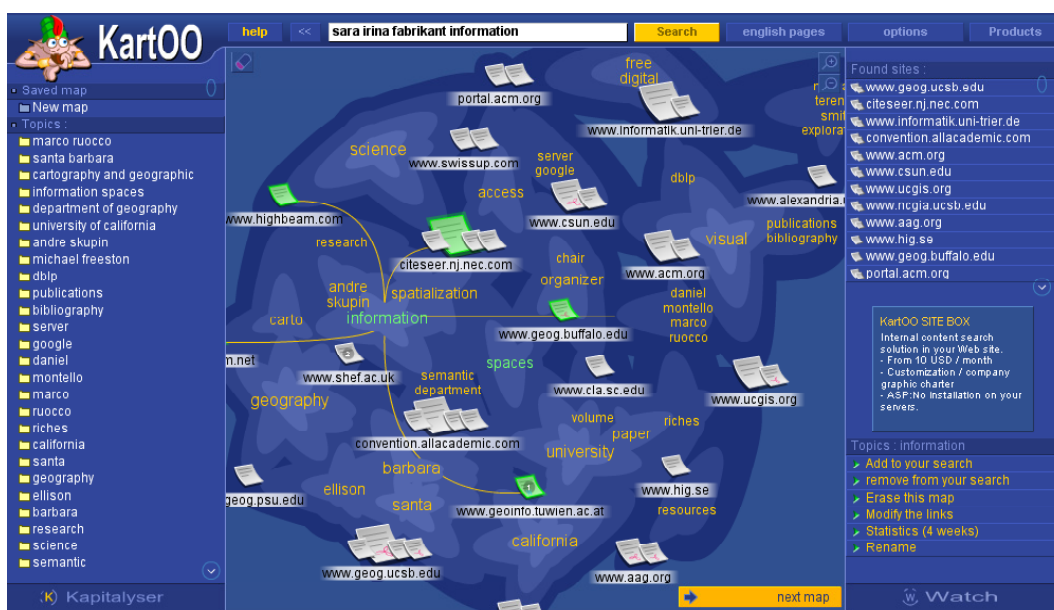 KartOO
help
<<
sara irina fabrikant information
Search
english pages
options
Products
Saved map
New map
Topics :
marco ruocco
santa barbara
cartography and geographic
information spaces
department of geography
university of california
andre skupin
michael freeston
dblp
publications
bibliography
server
google
daniel
montello
marco
ruocco
riches
california
santa
geography
ellison
barbara
research
science
semantic
Kapitalyser
free
digital
portal.acm.org
www.informatik.uni-trier.de
teren
smit
explorat
science
www.swissup.com
server
google
access
dblp
www.highbeam.com
www.csun.edu
www.alexandria.
publications
bibliography
research
visual
citeseer.nj.nec.com
chair
organizer
www.acm.org
andre
skupin
spatialization
daniel
montello
marco
ruocco
carto
information
www.geog.buffalo.edu
m.net
www.shef.ac.uk
spaces
semantic
department
www.cla.sc.edu
www.ucgis.org
geography
volume
riches
paper
convention.allacademic.com
university
barbara
geog.psu.edu
ellison
santa
www.hig.se
www.geoinfo.tuwien.ac.at
resources
california
www.geog.ucsb.edu
www.aag.org
next map
Found sites :
www.geog.ucsb.edu
citeseer.nj.nec.com
www.informatik.uni-trier.de
convention.allacademic.com
www.acm.org
www.csun.edu
www.ucgis.org
www.ncgia.ucsb.edu
www.aag.org
www.hig.se
www.geog.buffalo.edu
portal.acm.org
KartOO SITE BOX
Internal content search
solution in your Web site.
- From 10 USD / month
- Customization / company
graphic charter
- ASP:No installation on your
servers.
Topics : information
Add to your search
remove from your search
Erase this map
Modify the links
Statistics (4 weeks)
Rename
Watch